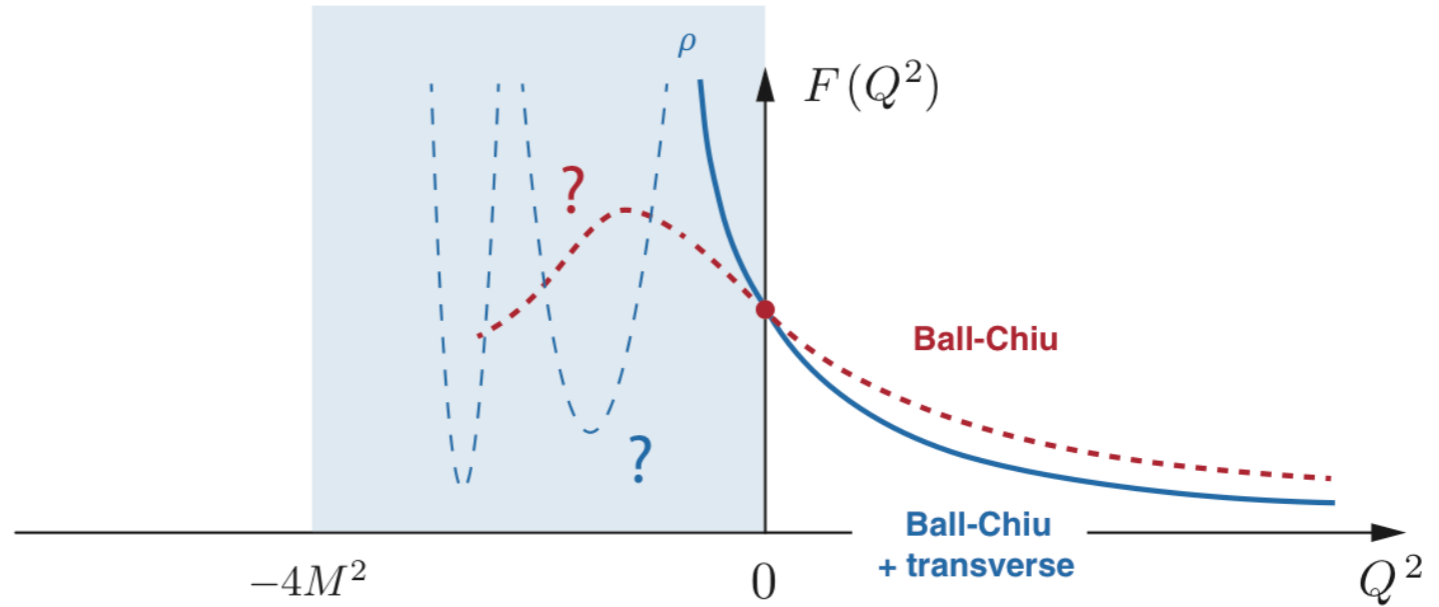 ρ
F(Q²)
?
Ball-Chiu
?
Ball-Chiu
+ transverse
−4M²
0
Q²